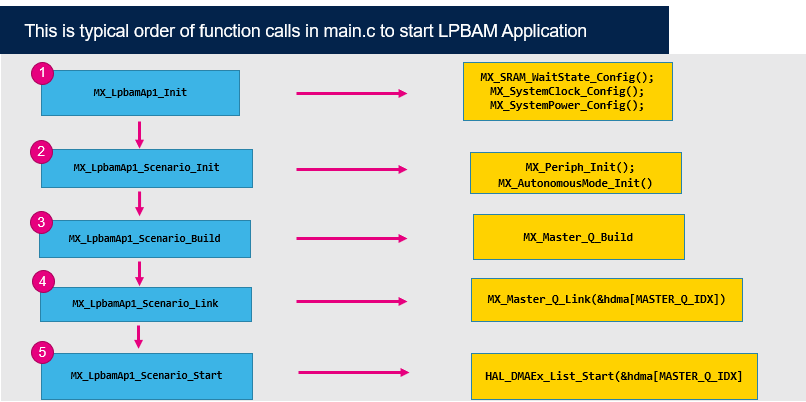 This is typical order of function calls in main.c to start LPBAM Application
1
MX_LpbamAp1_Init
MX_SRAM_WaitState_Config();
MX_SystemClock_Config();
MX_SystemPower_Config();
2
MX_LpbamAp1_Scenario_Init
MX_Periph_Init();
MX_AutonomousMode_Init()
3
MX_LpbamAp1_Scenario_Build
MX_Master_Q_Build
4
MX_LpbamAp1_Scenario_Link
MX_Master_Q_Link(&hdma[MASTER_Q_IDX])
5
MX_LpbamAp1_Scenario_Start
HAL_DMAEx_List_Start(&hdma[MASTER_Q_IDX]